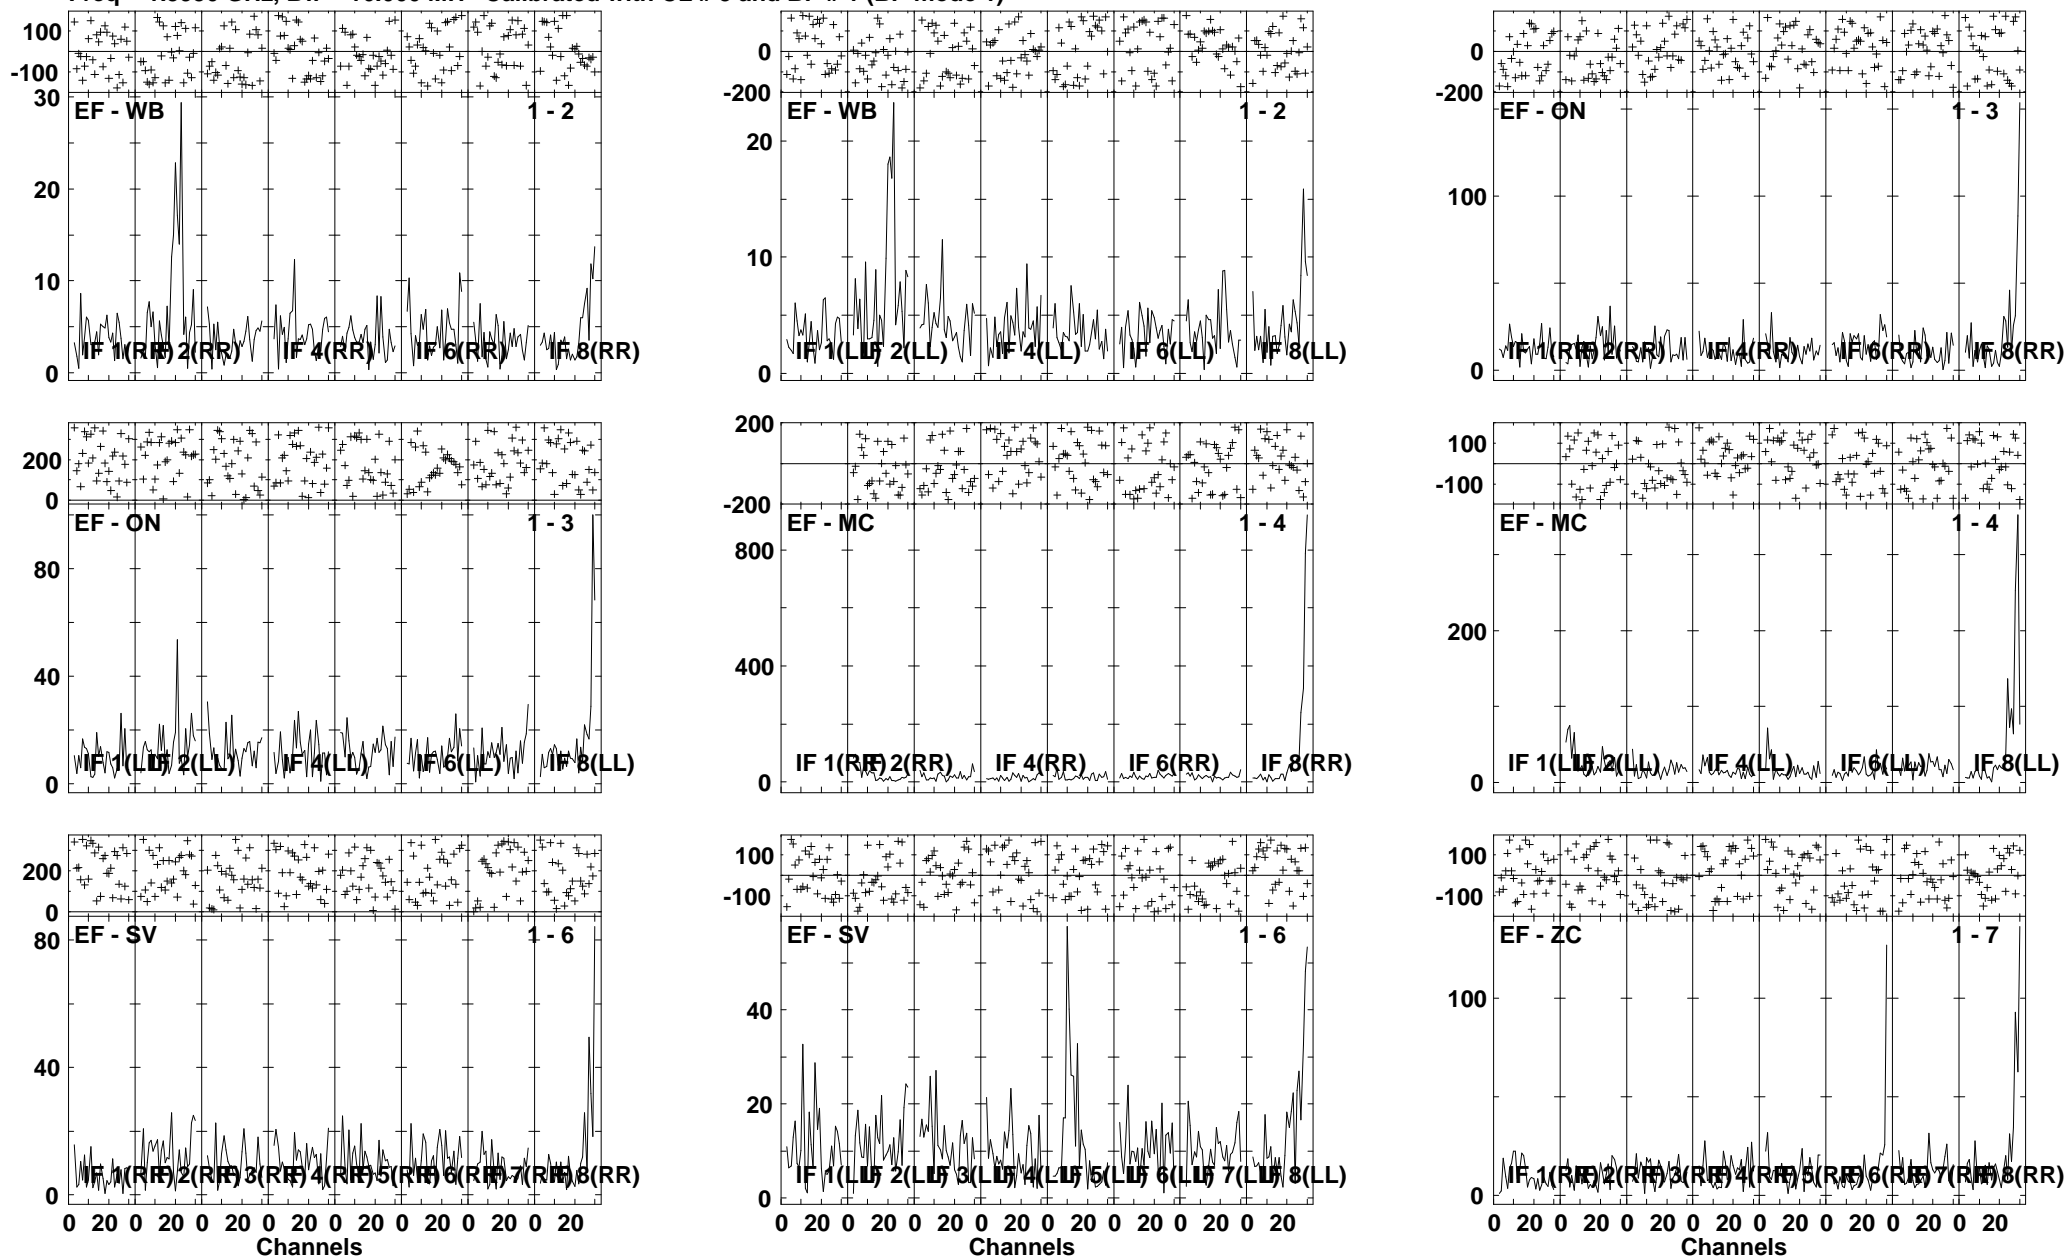 100 0 0
-100 -200 -200
30
EF - WB 1 - 2 EF - WB 1 - 2 EF - ON 1 - 3
20 20 100
10 10
0 0 0
IF 1(RR) IF 2(RR) IF 4(RR) IF 6(RR) IF 8(RR) IF 1(LL) IF 2(LL) IF 4(LL) IF 6(LL) IF 8(LL) IF 1(RR) IF 2(RR) IF 4(RR) IF 6(RR) IF 8(RR)
200 200 100
0 -200 -100
EF - ON 1 - 3 EF - MC 1 - 4 EF - MC 1 - 4
80 800
40 400 200
0 0 0
IF 1(LL) IF 2(LL) IF 4(LL) IF 6(LL) IF 8(LL) IF 1(RR) IF 2(RR) IF 4(RR) IF 6(RR) IF 8(RR) IF 1(LL) IF 2(LL) IF 4(LL) IF 6(LL) IF 8(LL)
200 100 100
0 -100 -100
EF - SV 1 - 6 EF - SV 1 - 6 EF - ZC 1 - 7
80 40 100
40 20
0 0 0
IF 1(RR) IF 2(RR) IF 3(RR) IF 4(RR) IF 5(RR) IF 6(RR) IF 7(RR) IF 8(RR) IF 1(LL) IF 2(LL) IF 3(LL) IF 4(LL) IF 5(LL) IF 6(LL) IF 7(LL) IF 8(LL) IF 1(RR) IF 2(RR) IF 3(RR) IF 4(RR) IF 5(RR) IF 6(RR) IF 7(RR) IF 8(RR)
0 20 0 20 0 20 0 20 0 20 0 20 0 20 0 20 0 20 0 20 0 20 0 20 0 20 0 20 0 20 0 20 0 20 0 20 0 20 0 20 0 20 0 20 0 20 0 20
Channels Channels